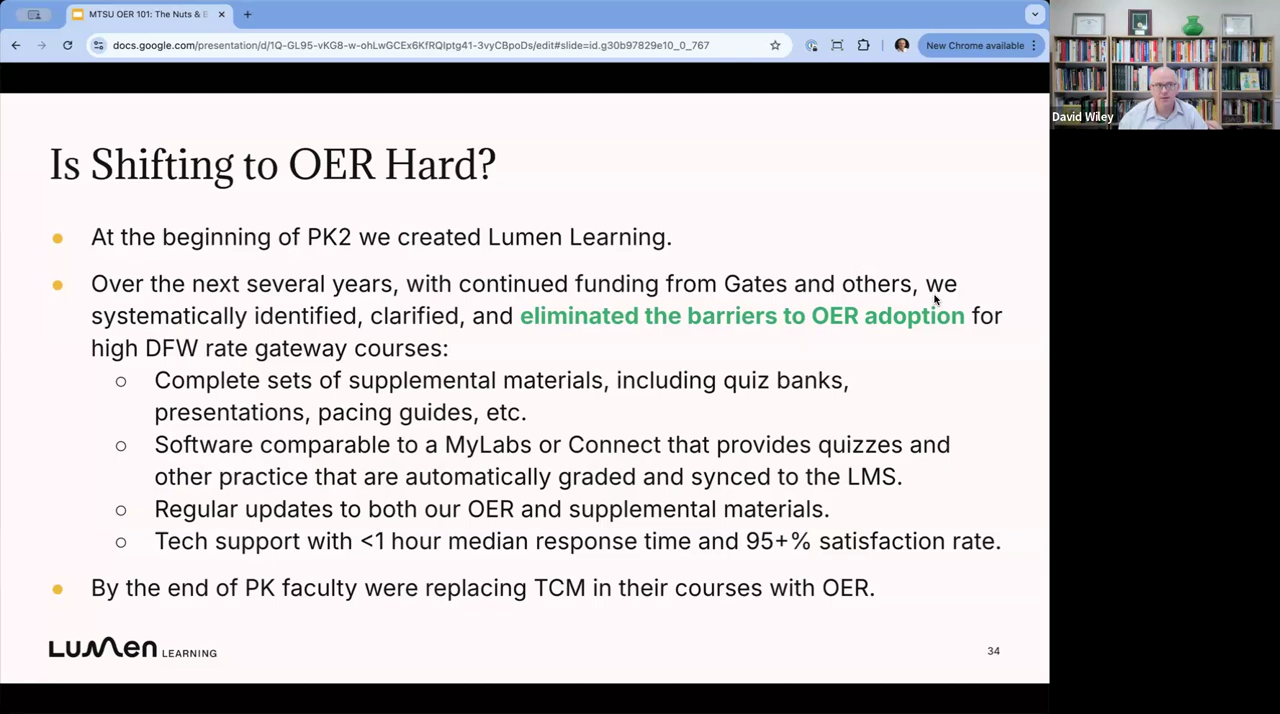 MTSU OER 101: The Nuts & B
docs.google.com/presentation/d/1Q-GL95-vKG8-w-ohLwGCEx6KfRQlptg41-3vyCBpoDs/edit#slide=id.g30b97829e10_0_767
New Chrome available
David Wiley
Is Shifting to OER Hard?
● At the beginning of PK2 we created Lumen Learning.
● Over the next several years, with continued funding from Gates and others, we
systematically identified, clarified, and eliminated the barriers to OER adoption for
high DFW rate gateway courses:
○ Complete sets of supplemental materials, including quiz banks,
presentations, pacing guides, etc.
○ Software comparable to a MyLabs or Connect that provides quizzes and
other practice that are automatically graded and synced to the LMS.
○ Regular updates to both our OER and supplemental materials.
○ Tech support with <1 hour median response time and 95+% satisfaction rate.
● By the end of PK faculty were replacing TCM in their courses with OER.
LUMEN LEARNING
34